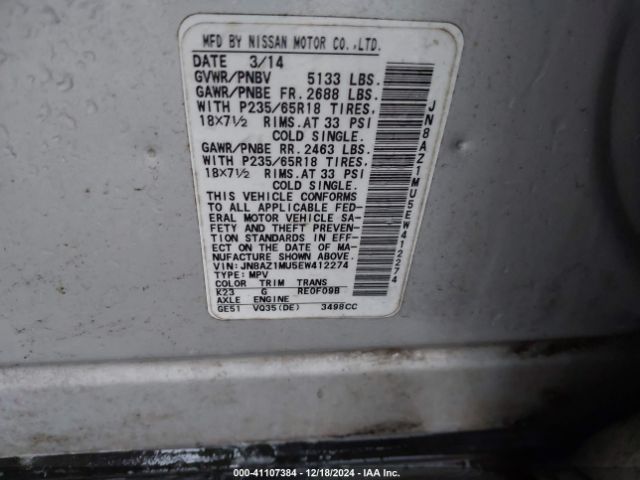 MFD BY NISSAN MOTOR CO.,LTD.
DATE 3/14
GVWR/PNBV 5133 LBS.
GAWR/PNBE FR. 2688 LBS.
WITH P235/65R18 TIRES,
18X7½ RIMS.AT 33 PSI
COLD SINGLE.
GAWR/PNBE RR. 2463 LBS.
WITH P235/65R18 TIRES,
18X7½ RIMS.AT 33 PSI
COLD SINGLE.
THIS VEHICLE CONFORMS
TO ALL APPLICABLE FED-
ERAL MOTOR VEHICLE SA-
FETY AND THEFT PREVEN-
TION STANDARDS IN EFF-
ECT ON THE DATE OF MA-
NUFACTURE SHOWN ABOVE.
VIN:JN8AZ1MU5EW412274
TYPE: MPV
COLOR TRIM TRANS
K23 G RE0F09B
AXLE ENGINE
GE51 VQ35(DE) 3498CC
JN8AZ1MU5EW412274
000-41107384 - 12/18/2024 - IAA Inc.